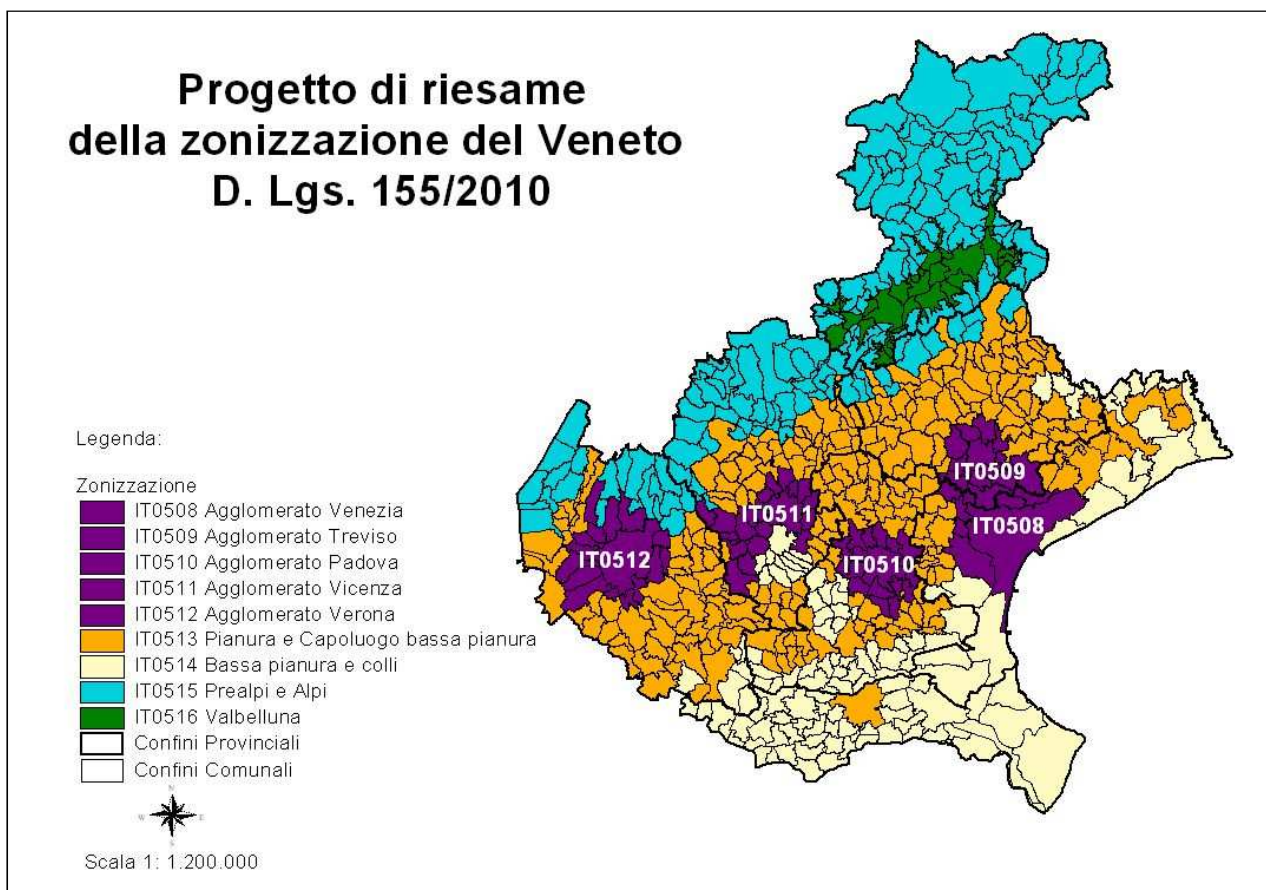 Progetto di riesame
della zonizzazione del Veneto
D. Lgs. 155/2010
IT0509
IT0511
IT0508
IT0512
IT0510
Legenda:
Zonizzazione
IT0508 Agglomerato Venezia
IT0509 Agglomerato Treviso
IT0510 Agglomerato Padova
IT0511 Agglomerato Vicenza
IT0512 Agglomerato Verona
IT0513 Pianura e Capoluogo bassa pianura
IT0514 Bassa pianura e colli
IT0515 Prealpi e Alpi
IT0516 Valbelluna
Confini Provinciali
Confini Comunali
N
W E
S
Scala 1: 1.200.000